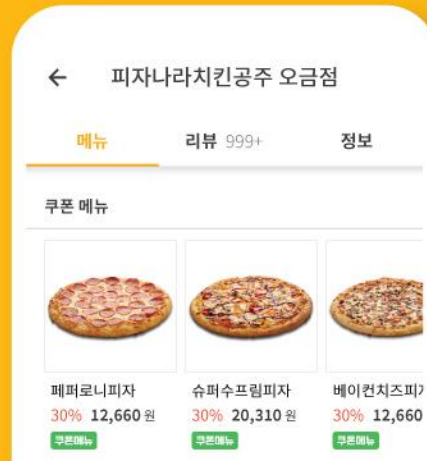 피자나라치킨공주 오금점
메뉴 리뷰 999+ 정보
쿠폰 메뉴
페퍼로니피자 슈퍼수프림피자 베이컨치즈피자
30% 12,660 원 30% 20,310 원 30% 12,660
쿠폰메뉴 쿠폰메뉴 쿠폰메뉴